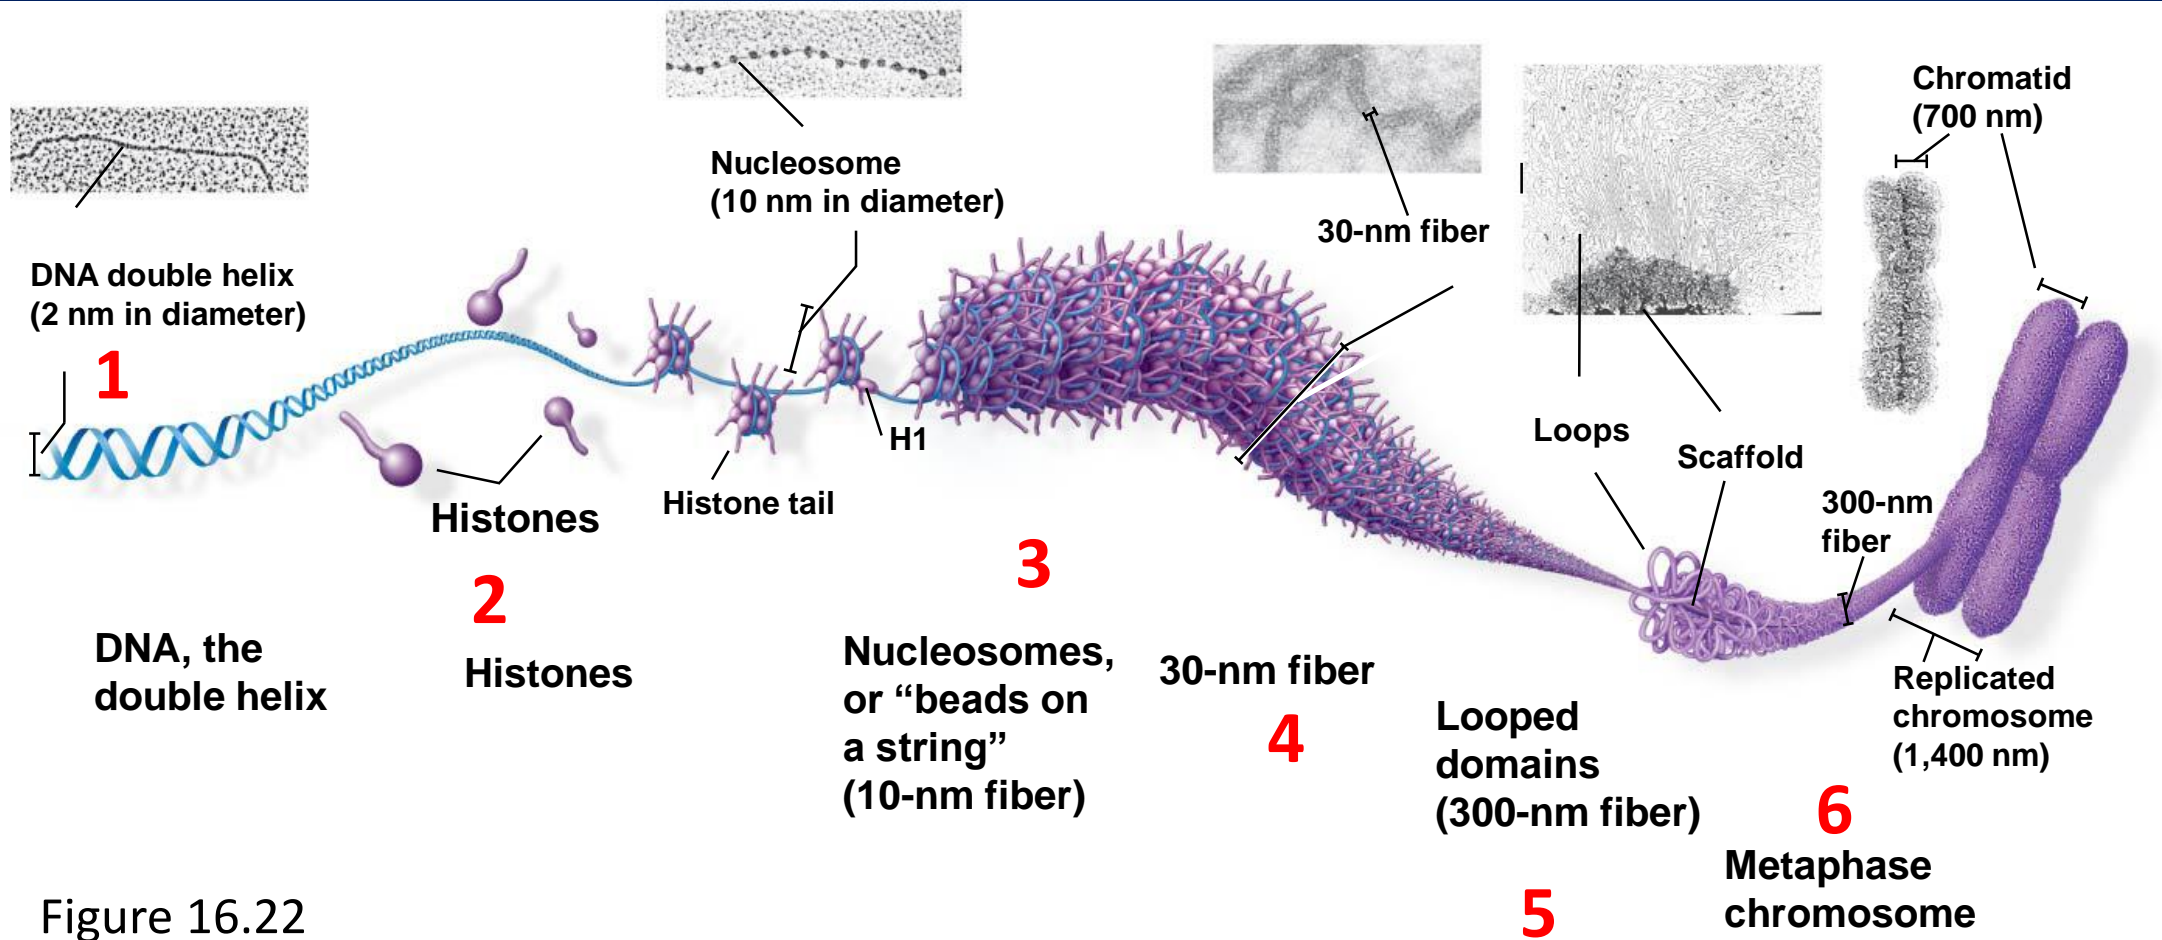 DNA double helix
(2 nm in diameter)
1
Nucleosome
(10 nm in diameter)
30-nm fiber
Chromatid
(700 nm)
Histones
2
Histone tail
H1
3
Loops
Scaffold
300-nm
fiber
Replicated
chromosome
(1,400 nm)
DNA, the
double helix
Histones
Nucleosomes,
or “beads on
a string”
(10-nm fiber)
30-nm fiber
4
Looped
domains
(300-nm fiber)
5
6
Metaphase
chromosome
Figure 16.22